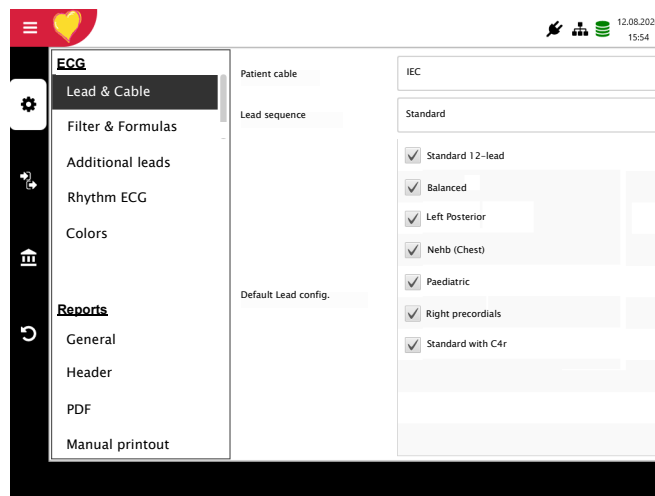 12.08.202
15:54
ECG
Lead & Cable
Filter & Formulas
Additional leads
Rhythm ECG
Colors
Reports
General
Header
PDF
Manual printout
Patient cable
IEC
Lead sequence
Standard
Default Lead config.
Standard 12-lead
Balanced
Left Posterior
Nehb (Chest)
Paediatric
Right precordials
Standard with C4r